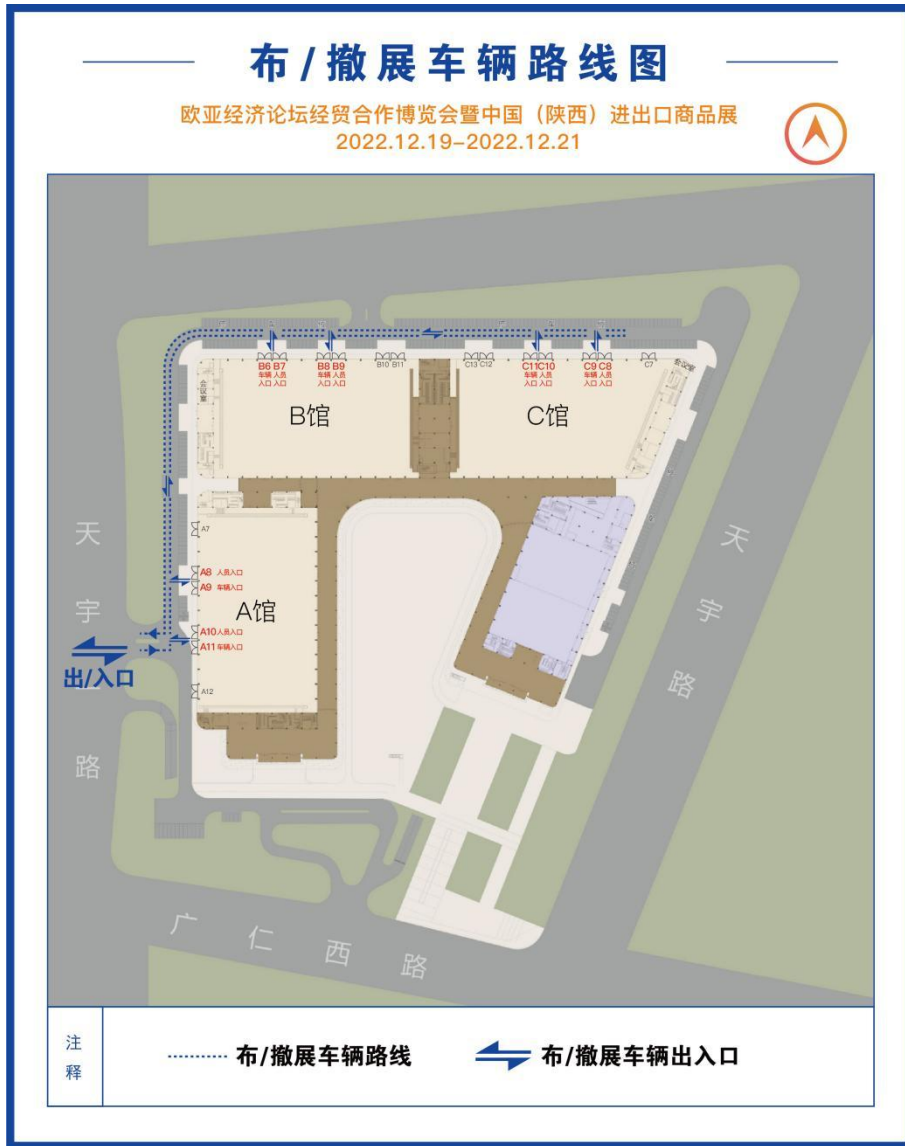 布/撤展车辆路线图
欧亚经济论坛经贸合作博览会暨中国（陕西）进出口商品展
2022.12.19-2022.12.21
B6 B7
车辆 人员
入口 入口
B8 B9
车辆 人员
入口 入口
B10 B11
C13 C12
C11 C10
车辆 人员
入口 入口
C9 C8
车辆 人员
入口 入口
C7
会议室
会议室
B馆
C馆
A7
A8 人员入口
A9 车辆入口
A馆
A10 人员入口
A11 车辆入口
A12
出/入口
天宇一路
天宇路
广仁西路
注释
布/撤展车辆路线
布/撤展车辆出入口